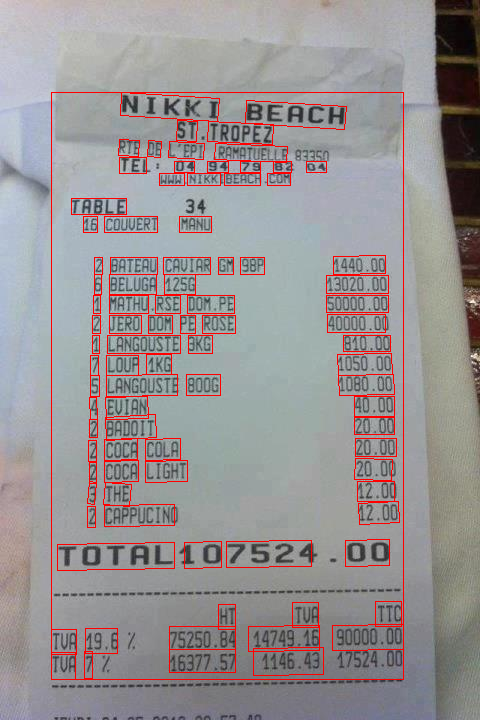 NIKKI BEACH
ST.TROPEZ
RTE DE L'EPI RAMATUELLE 83350
TEL: 04 94 79 82 04
WWW.NIKKIBEACH.COM
TABLE 34
16 COUVERT MANU
2 BATEAU CAVIAR GM 98P 1440.00
6 BELUGA 125G 13020.00
1 MATHU.RSE DOM.PE 50000.00
2 JERO DOM PE ROSE 40000.00
1 LANGOUSTE 3KG 810.00
7 LOUP 1KG 1050.00
5 LANGOUSTE 800G 1080.00
4 EVIAN 40.00
2 BADOIT 20.00
2 COCA COLA 20.00
2 COCA LIGHT 20.00
3 THE 12.00
2 CAPPUCINO 12.00
TOTAL107524.00
HT TVA TTC
TVA 19.6 % 75250.84 14749.16 90000.00
TVA 7 % 16377.57 1146.43 17524.00